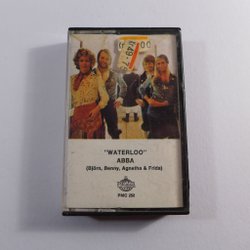 "WATERLOO"
ABBA
(Björn, Benny, Agnetha & Frida)